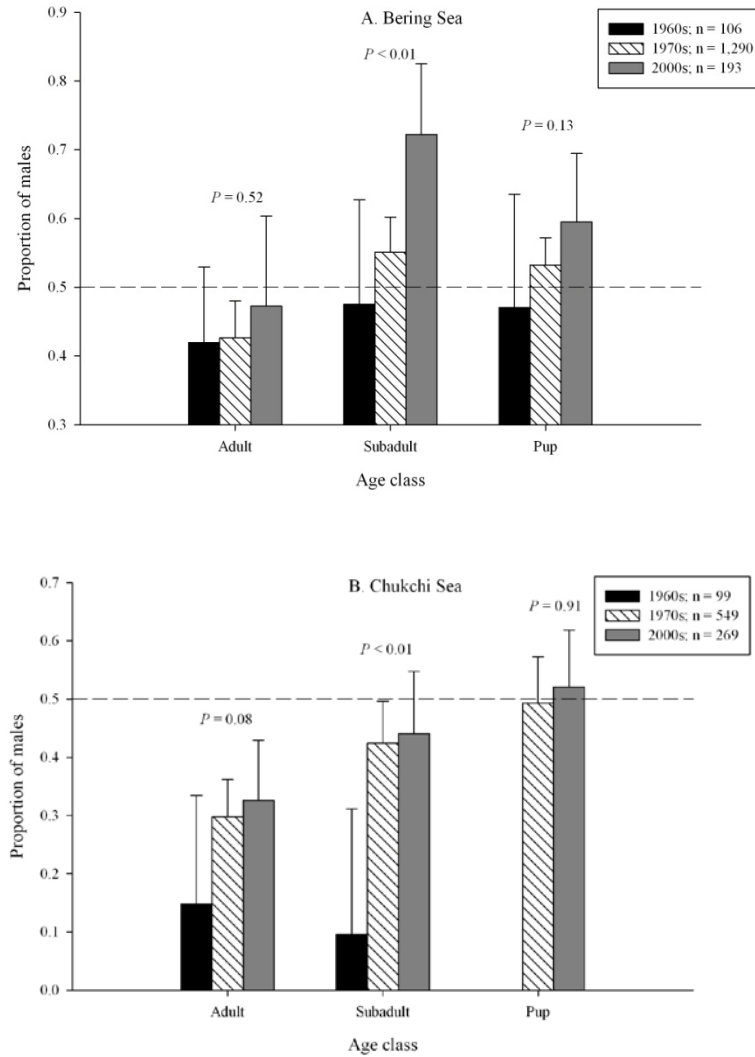 A. Bering Sea
1960s; n = 106
1970s; n = 1,290
2000s; n = 193
0.9
0.8
0.7
0.6
0.5
0.4
0.3
Proportion of males
P = 0.52
P < 0.01
P = 0.13
Adult
Subadult
Pup
Age class
B. Chukchi Sea
1960s; n = 99
1970s; n = 549
2000s; n = 269
0.7
0.6
0.5
0.4
0.3
0.2
0.1
0.0
Proportion of males
P = 0.08
P < 0.01
P = 0.91
Adult
Subadult
Pup
Age class